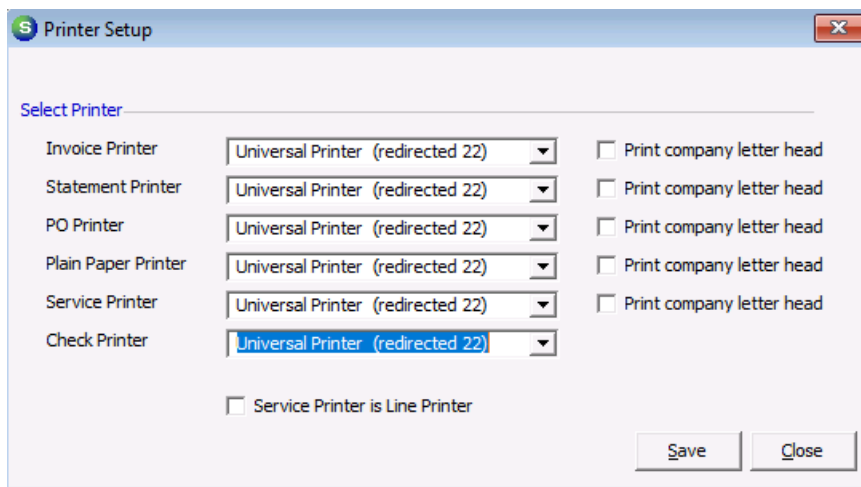 S Printer Setup
Select Printer
Invoice Printer Universal Printer (redirected 22) Print company letter head
Statement Printer Universal Printer (redirected 22) Print company letter head
PO Printer Universal Printer (redirected 22) Print company letter head
Plain Paper Printer Universal Printer (redirected 22) Print company letter head
Service Printer Universal Printer (redirected 22) Print company letter head
Check Printer Universal Printer (redirected 22)
Service Printer is Line Printer
Save Close